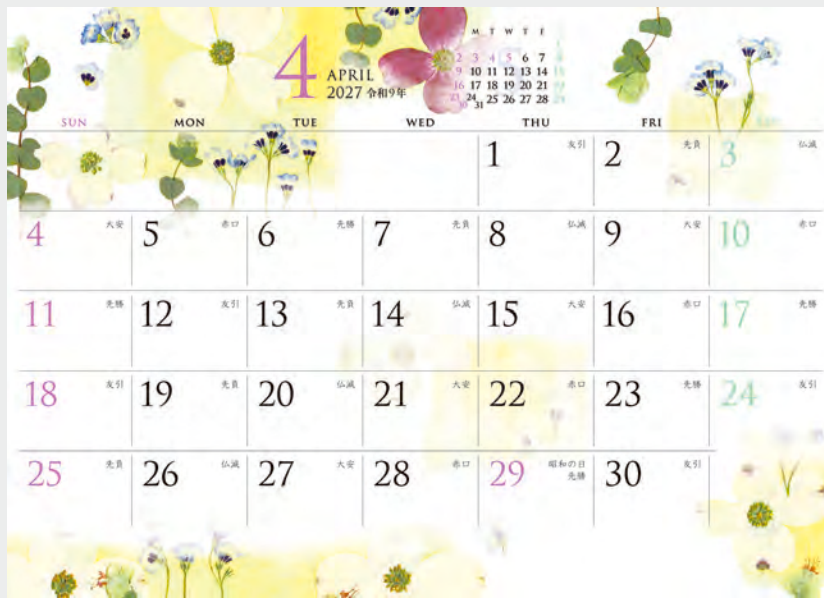 4
APRIL
2027 令和9年
M T W T F
1
2 3 4 5 6 7 8
9 10 11 12 13 14 15
16 17 18 19 20 21 22
23 24 25 26 27 28 29
30 31
SUN MON TUE WED THU FRI
1 友引 2 先負 3 仏滅
4 大安 5 赤口 6 先勝 7 先負 8 仏滅 9 大安 10 赤口
11 先勝 12 友引 13 先負 14 仏滅 15 大安 16 赤口 17 先勝
18 友引 19 先負 20 仏滅 21 大安 22 赤口 23 先勝 24 友引
25 先負 26 仏滅 27 大安 28 赤口 29 昭和の日 先勝 30 友引